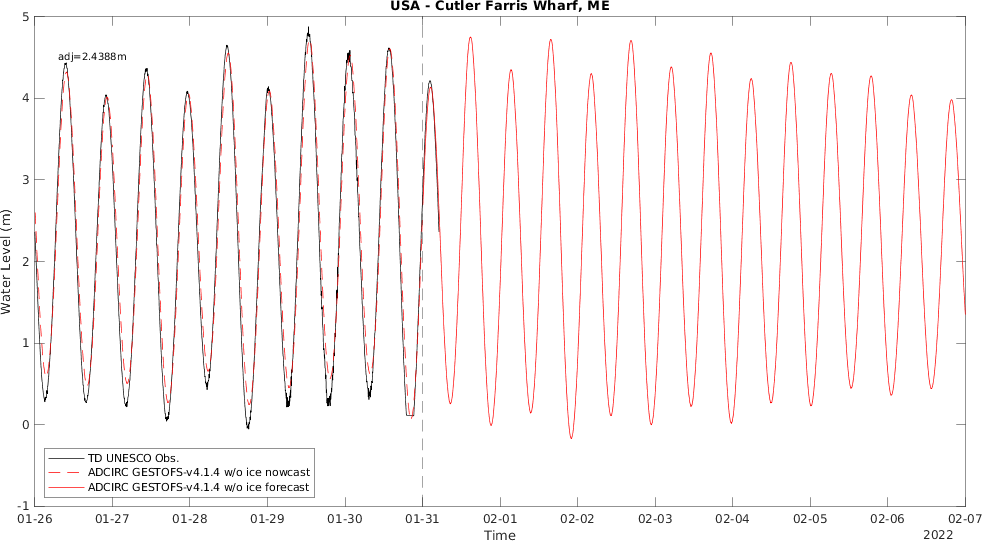 USA - Cutler Farris Wharf, ME
5
4
3
2
1
0
-1
Water Level (m)
adj=2.4388m
TD UNESCO Obs.
ADCIRC GESTOFS-v4.1.4 w/o ice nowcast
ADCIRC GESTOFS-v4.1.4 w/o ice forecast
01-26 01-27 01-28 01-29 01-30 01-31 02-01 02-02 02-03 02-04 02-05 02-06 02-07
Time
2022